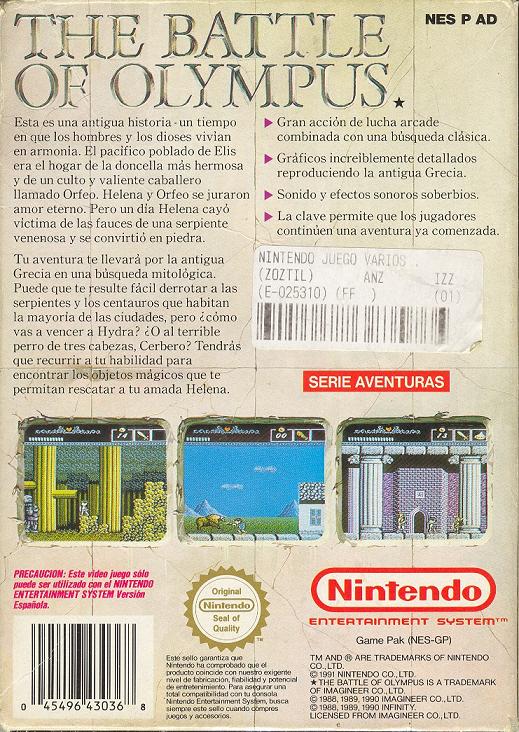 THE BATTLE
OF OLYMPUS★
NES P AD
Esta es una antigua historia - un tiempo
en que los hombres y los dioses vivian
en armonia. El pacifico poblado de Elis
era el hogar de la doncella más hermosa
y de un culto y valiente caballero
llamado Orfeo. Helena y Orfeo se juraron
amor eterno. Pero un día Helena cayó
víctima de las fauces de una serpiente
venenosa y se convirtió en piedra.
Tu aventura te llevará por la antigua
Grecia en una búsqueda mitológica.
Puede que te resulte fácil derrotar a las
serpientes y los centauros que habitan
la mayoría de las ciudades, pero ¿cómo
vas a vencer a Hydra? ¿O al terrible
perro de tres cabezas, Cerbero? Tendrás
que recurrir a tu habilidad para
encontrar los objetos mágicos que te
permitan rescatar a tu amada Helena.
▶ Gran acción de lucha arcade
combinada con una búsqueda clásica.
▶ Gráficos increiblemente detallados
reproduciendo la antigua Grecia.
▶ Sonido y efectos sonoros soberbios.
▶ La clave permite que los jugadores
continúen una aventura ya comenzada.
NINTENDO JUEGO VARIOS .
(ZOZTIL) ANZ IZZ
(E-025310) (FF ) (01)
SERIE AVENTURAS
74
00
73
PRECAUCION: Este video juego sólo
puede ser utilizado con el NINTENDO
ENTERTAINMENT SYSTEM Versión
Española.
0 45496 43036 8
Original
Nintendo
Seal of
Quality
Este sello garantiza que
Nintendo ha comprobado que el
producto coincide con nuestro exigente
nivel de fabricación, fiabilidad y potencial
de entretenimiento. Para asegurar una
total compatibilidad con tu consola
Nintendo Entertainment System, busca
siempre este sello cuando compres
juegos y accesorios.
Nintendo®
ENTERTAINMENT SYSTEM™
Game Pak (NES-GP)
TM AND ® ARE TRADEMARKS OF NINTENDO
CO., LTD.
© 1991 NINTENDO CO., LTD.
★ THE BATTLE OF OLYMPUS IS A TRADEMARK
OF IMAGINEER CO., LTD.
© 1988, 1989, 1990 IMAGINEER CO., LTD.
© 1988, 1989, 1990 INFINITY.
LICENSED FROM IMAGINEER CO., LTD.